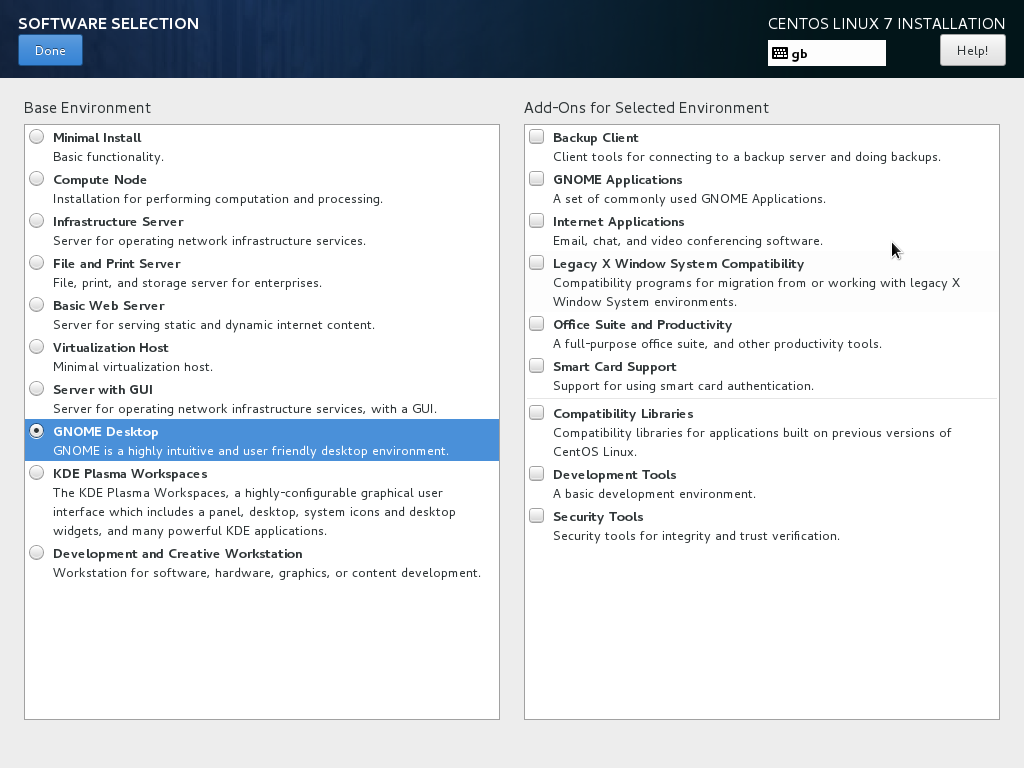 SOFTWARE SELECTION
CENTOS LINUX 7 INSTALLATION
Done
gb
Help!
Base Environment
Minimal Install
Basic functionality.
Compute Node
Installation for performing computation and processing.
Infrastructure Server
Server for operating network infrastructure services.
File and Print Server
File, print, and storage server for enterprises.
Basic Web Server
Server for serving static and dynamic internet content.
Virtualization Host
Minimal virtualization host.
Server with GUI
Server for operating network infrastructure services, with a GUI.
GNOME Desktop
GNOME is a highly intuitive and user friendly desktop environment.
KDE Plasma Workspaces
The KDE Plasma Workspaces, a highly-configurable graphical user
interface which includes a panel, desktop, system icons and desktop
widgets, and many powerful KDE applications.
Development and Creative Workstation
Workstation for software, hardware, graphics, or content development.
Add-Ons for Selected Environment
Backup Client
Client tools for connecting to a backup server and doing backups.
GNOME Applications
A set of commonly used GNOME Applications.
Internet Applications
Email, chat, and video conferencing software.
Legacy X Window System Compatibility
Compatibility programs for migration from or working with legacy X
Window System environments.
Office Suite and Productivity
A full-purpose office suite, and other productivity tools.
Smart Card Support
Support for using smart card authentication.
Compatibility Libraries
Compatibility libraries for applications built on previous versions of
CentOS Linux.
Development Tools
A basic development environment.
Security Tools
Security tools for integrity and trust verification.